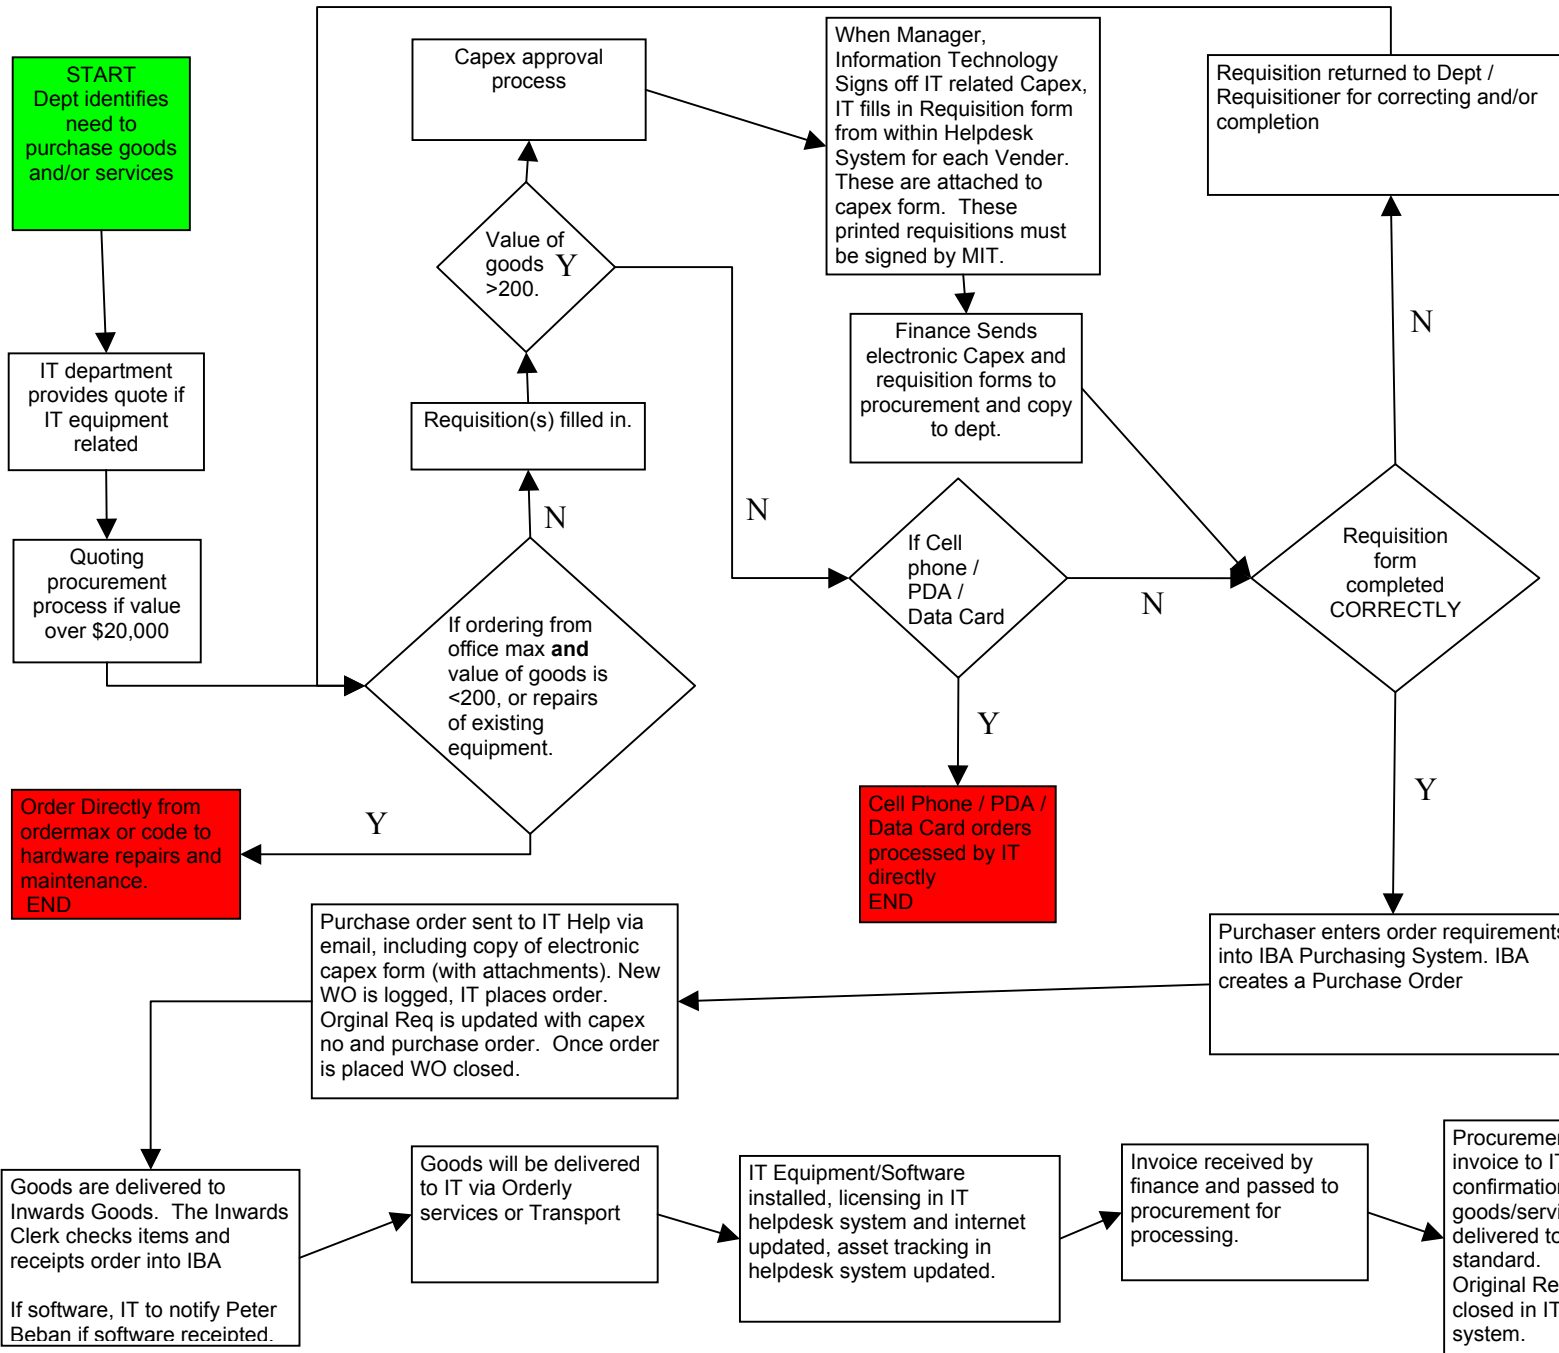 START
Dept identifies
need to
purchase goods
and/or services
IT department
provides quote if
IT equipment
related
Quoting
procurement
process if value
over $20,000
If ordering from
office max and
value of goods is
<200, or repairs
of existing
equipment.
Y
Order Directly from
ordermax or code to
hardware repairs and
maintenance.
END
N
Requisition(s) filled in.
Value of
goods
>200.
Y
Capex approval
process
When Manager,
Information Technology
Signs off IT related Capex,
IT fills in Requisition form
from within Helpdesk
System for each Vender.
These are attached to
capex form. These
printed requisitions must
be signed by MIT.
Finance Sends
electronic Capex and
requisition forms to
procurement and copy
to dept.
N
If Cell
phone /
PDA /
Data Card
N
Y
Cell Phone / PDA /
Data Card orders
processed by IT
directly
END
Requisition
form
completed
CORRECTLY
N
Requisition returned to Dept /
Requisitioner for correcting and/or
completion
Y
Purchaser enters order requirements
into IBA Purchasing System. IBA
creates a Purchase Order
Purchase order sent to IT Help via
email, including copy of electronic
capex form (with attachments). New
WO is logged, IT places order.
Orginal Req is updated with capex
no and purchase order. Once order
is placed WO closed.
Goods are delivered to
Inwards Goods. The Inwards
Clerk checks items and
receipts order into IBA
If software, IT to notify Peter
Beban if software receipted.
Goods will be delivered
to IT via Orderly
services or Transport
IT Equipment/Software
installed, licensing in IT
helpdesk system and internet
updated, asset tracking in
helpdesk system updated.
Invoice received by
finance and passed to
procurement for
processing.
invoice to
delivered
standard.
Original
closed in
system.